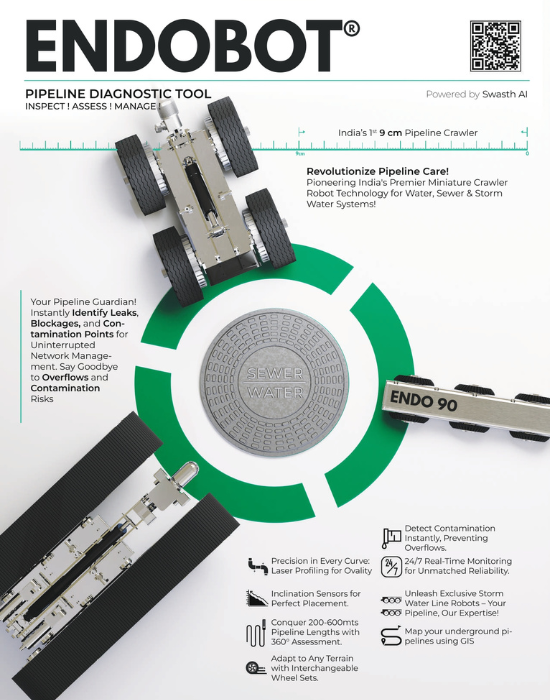 ENDOBOT®
PIPELINE DIAGNOSTIC TOOL
INSPECT ! ASSESS ! MANAGE!
Powered by Swasth AI
India's 1st 9 cm Pipeline Crawler
9cm
0
Revolutionize Pipeline Care!
Pioneering India's Premier Miniature Crawler
Robot Technology for Water, Sewer & Storm
Water Systems!
Your Pipeline Guardian!
Instantly Identify Leaks,
Blockages, and Con-
tamination Points for
Uninterrupted
Network Manage-
ment. Say Goodbye
to Overflows and
Contamination
Risks
SEWER
WATER
ENDO 90
Precision in Every Curve:
Laser Profiling for Ovality
Inclination Sensors for
Perfect Placement.
Conquer 200-600mts
Pipeline Lengths with
360° Assessment.
Adapt to Any Terrain
with Interchangeable
Wheel Sets.
Detect Contamination
Instantly, Preventing
Overflows.
24/7
24/7 Real-Time Monitoring
for Unmatched Reliability.
Unleash Exclusive Storm
Water Line Robots – Your
Pipeline, Our Expertise!
Map your underground pi-
pelines using GIS